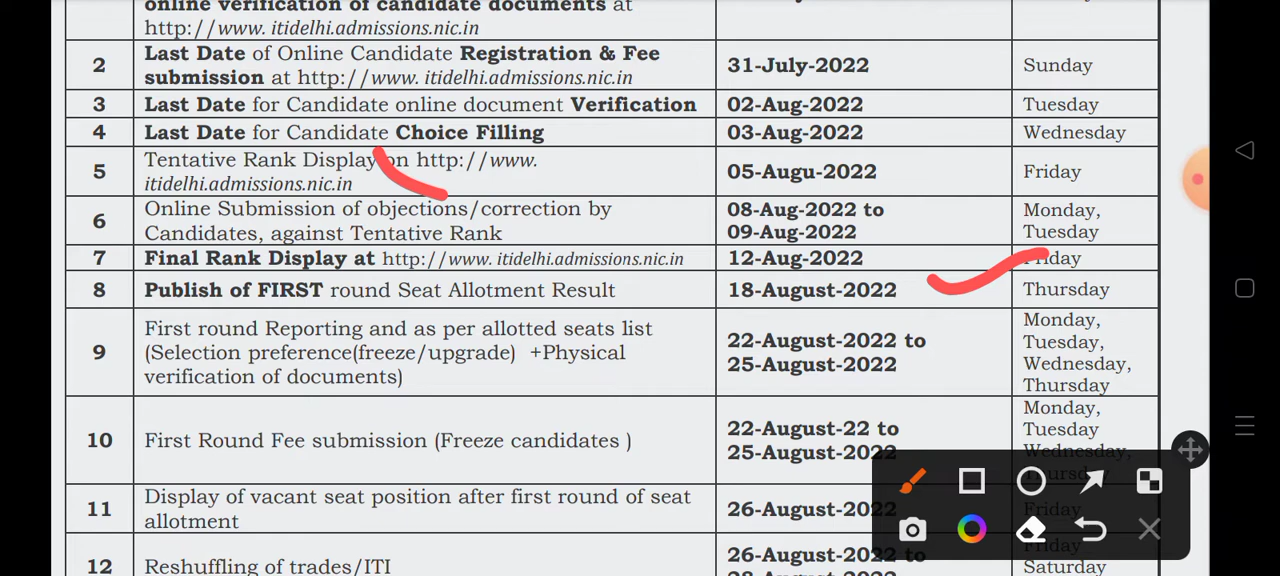 online verification of candidate documents at
http://www. itidelhi.admissions.nic.in
2
Last Date of Online Candidate Registration & Fee
submission at http://www. itidelhi.admissions.nic.in
31-July-2022
Sunday
3
Last Date for Candidate online document Verification
02-Aug-2022
Tuesday
4
Last Date for Candidate Choice Filling
03-Aug-2022
Wednesday
5
Tentative Rank Display on http://www.
itidelhi.admissions.nic.in
05-Augu-2022
Friday
6
Online Submission of objections/correction by
Candidates, against Tentative Rank
08-Aug-2022 to
09-Aug-2022
Monday,
Tuesday
7
Final Rank Display at http://www. itidelhi.admissions.nic.in
12-Aug-2022
Friday
8
Publish of FIRST round Seat Allotment Result
18-August-2022
Thursday
9
First round Reporting and as per allotted seats list
(Selection preference(freeze/upgrade) +Physical
verification of documents)
22-August-2022 to
25-August-2022
Monday,
Tuesday,
Wednesday,
Thursday
10
First Round Fee submission (Freeze candidates )
22-August-22 to
25-August-2022
Monday,
Tuesday
Wednesday,
Thursday
11
Display of vacant seat position after first round of seat
allotment
26-August-2022
Friday
12
Reshuffling of trades/ITI
26-August-2022 to
Friday
Saturday